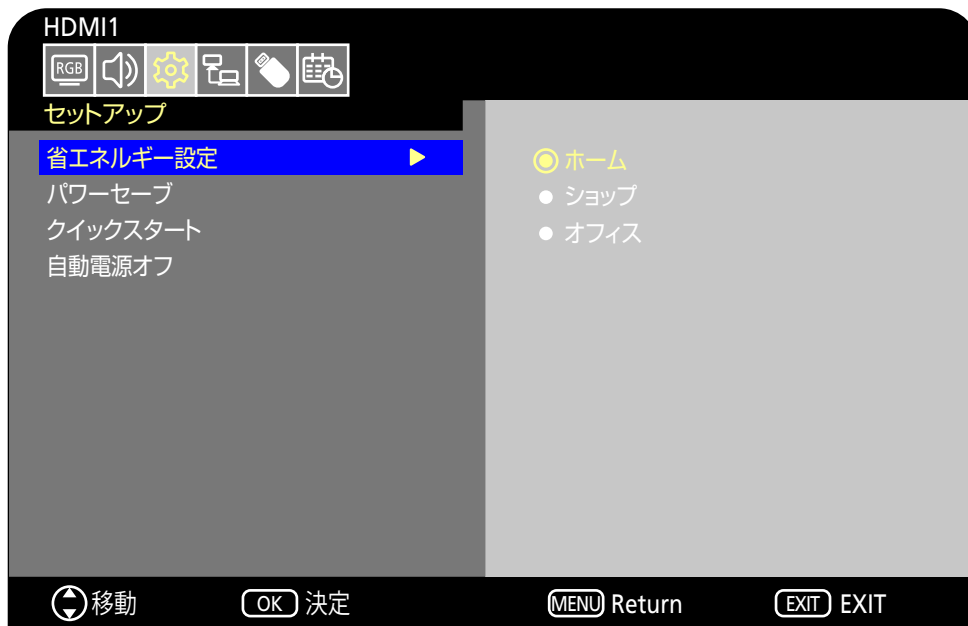 HDMI1
RGB
セットアップ
省エネルギー設定
パワーセーブ
クイックスタート
自動電源オフ
ホーム
ショップ
オフィス
移動 OK 決定 MENU Return EXIT EXIT